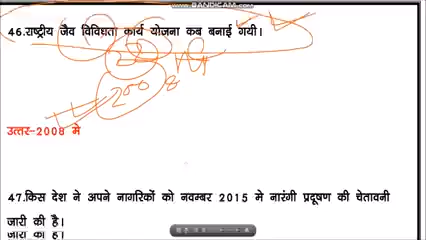 WWW.BANDICAM.COM
46.राष्ट्रीय जैव विविधता कार्य योजना कब बनाई गयी।
2008
उत्तर-2008 मे
47.किस देश ने अपने नागरिकों को नवम्बर 2015 मे नारंगी प्रदूषण की चेतावनी
जारी की है।
जारी की है।